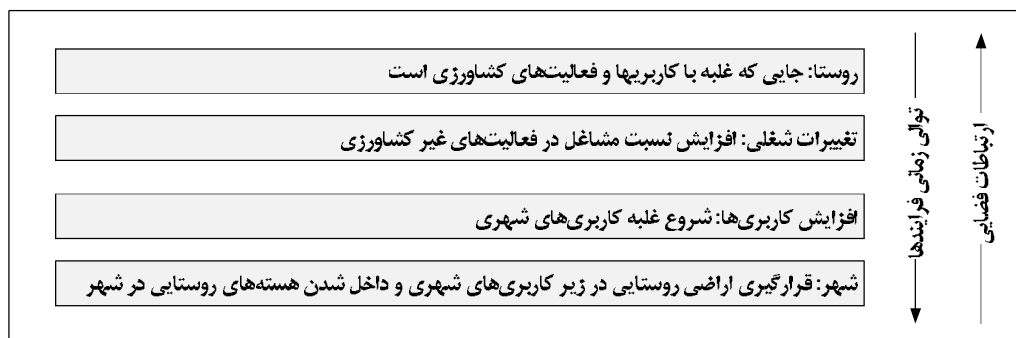 روستا: جایی که غلبه با کاربریها و فعالیت‌های کشاورزی است
تغییرات شغلی: افزایش نسبت مشاغل در فعالیت‌های غیر کشاورزی
افزایش کاربری‌ها: شروع غلبه کاربری‌های شهری
شهر: قرارگیری اراضی روستایی در زیر کاربری‌های شهری و داخل شدن هسته‌های روستایی در شهر
توالی زمانی فرایندها
ارتباطات فضایی